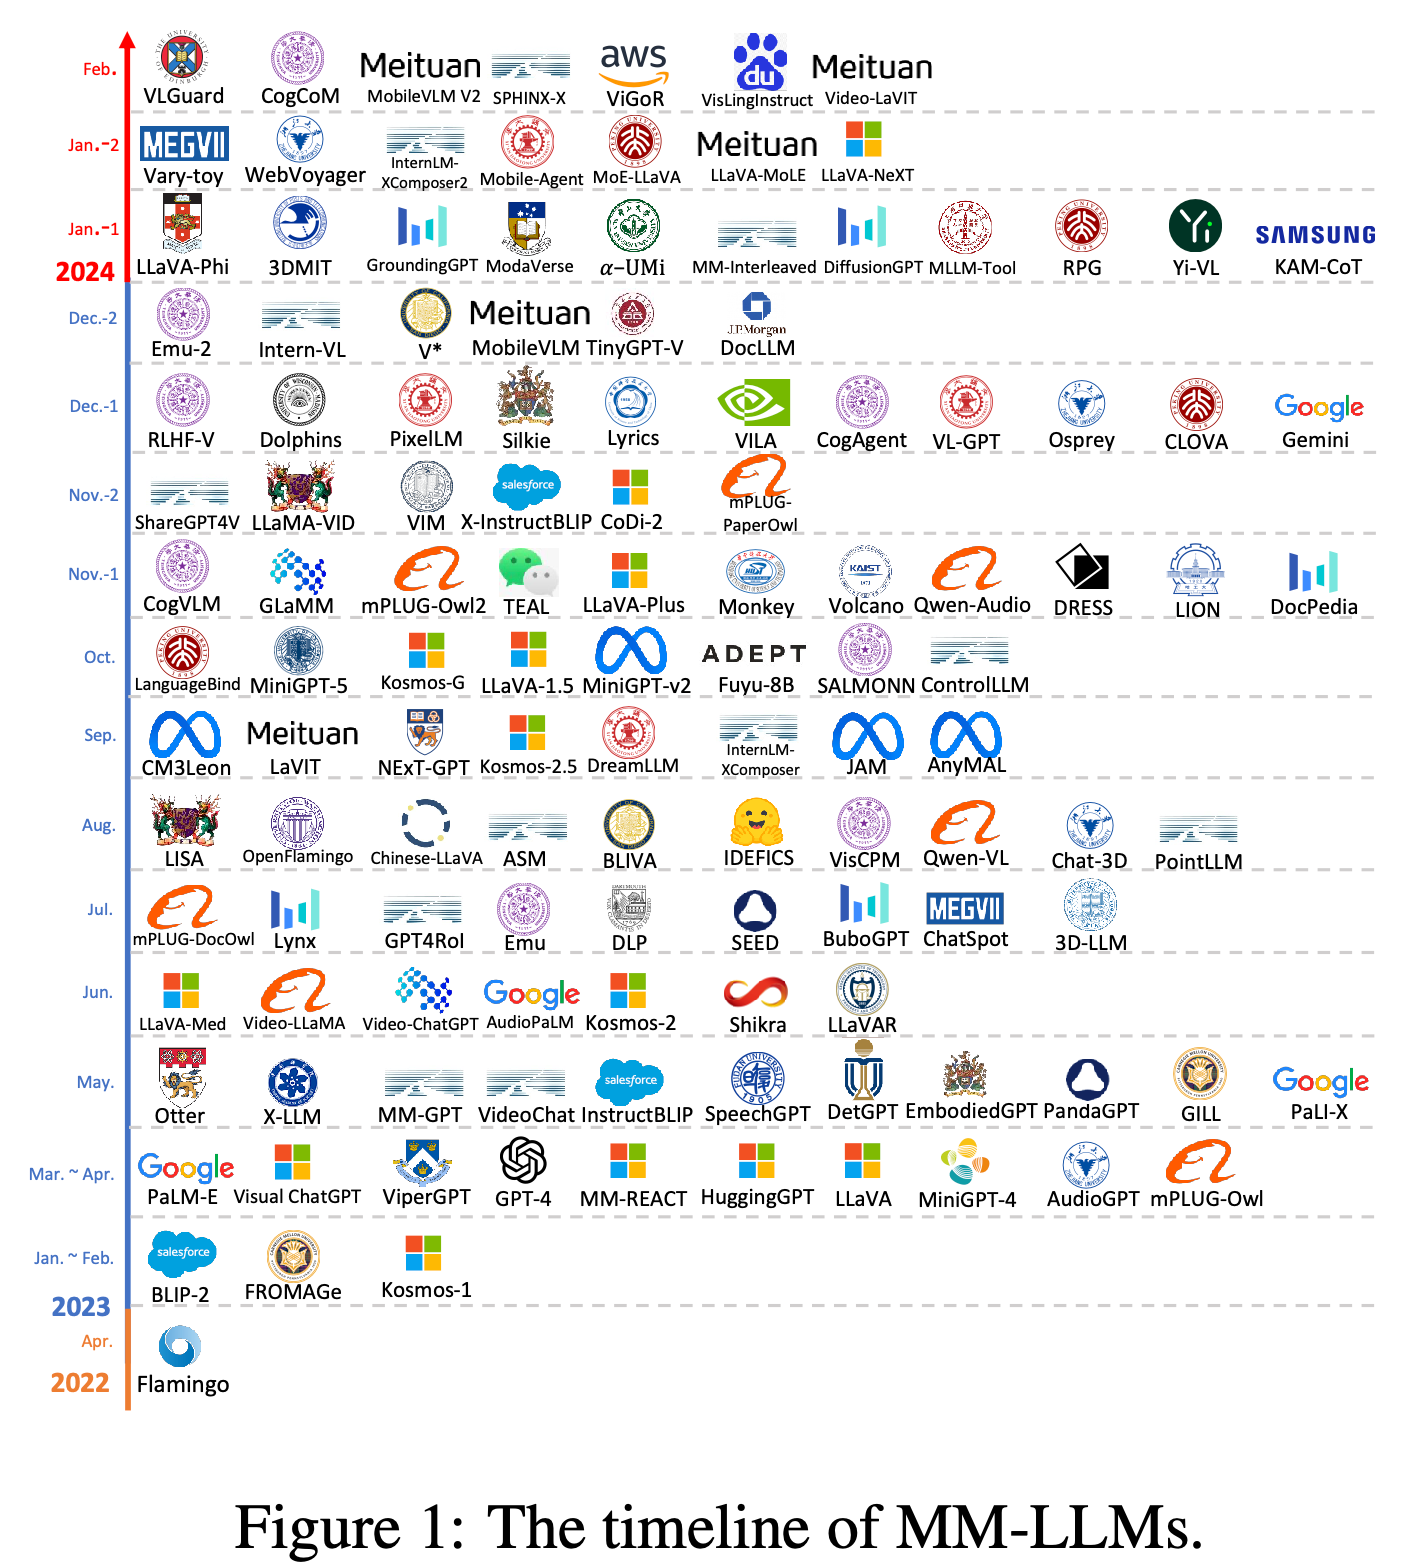 Feb.
Meituan
aws
du
Meituan
VLGuard CogCoM MobileVLM V2 SPHINX-X ViGoR VisLingInstruct Video-LaVIT
Jan.-2
MEGVII
Meituan
Vary-toy WebVoyager InternLM-XComposer2 Mobile-Agent MoE-LLaVA LLaVA-MoLE LLaVA-NeXT
Jan.-1
Yi
SAMSUNG
2024
LLaVA-Phi 3DMIT GroundingGPT ModaVerse α-UMi MM-Interleaved DiffusionGPT MLLM-Tool RPG Yi-VL KAM-CoT
Dec.-2
Meituan
J.P.Morgan
Emu-2 Intern-VL V* MobileVLM TinyGPT-V DocLLM
Dec.-1
Google
RLHF-V Dolphins PixelLM Silkie Lyrics VILA CogAgent VL-GPT Osprey CLOVA Gemini
Nov.-2
salesforce
ShareGPT4V LLaMA-VID VIM X-InstructBLIP CoDi-2 mPLUG-PaperOwl
Nov.-1
KAIST
CogVLM GLaMM mPLUG-Owl2 TEAL LLaVA-Plus Monkey Volcano Qwen-Audio DRESS LION DocPedia
Oct.
ADEPT
LanguageBind MiniGPT-5 Kosmos-G LLaVA-1.5 MiniGPT-v2 Fuyu-8B SALMONN ControlLLM
Sep.
Meituan
CM3Leon LaVIT NExT-GPT Kosmos-2.5 DreamLLM InternLM-XComposer JAM AnyMAL
Aug.
LISA OpenFlamingo Chinese-LLaVA ASM BLIVA IDEFICS VisCPM Qwen-VL Chat-3D PointLLM
Jul.
MEGVII
mPLUG-DocOwl Lynx GPT4RoI Emu DLP SEED BuboGPT ChatSpot 3D-LLM
Jun.
Google
LLaVA-Med Video-LLaMA Video-ChatGPT AudioPaLM Kosmos-2 Shikra LLaVAR
May.
salesforce
FUDAN UNIVERSITY 1905
Google
Otter X-LLM MM-GPT VideoChat InstructBLIP SpeechGPT DetGPT EmbodiedGPT PandaGPT GILL PaLI-X
Mar. ~ Apr.
Google
PaLM-E Visual ChatGPT ViperGPT GPT-4 MM-REACT HuggingGPT LLaVA MiniGPT-4 AudioGPT mPLUG-Owl
Jan. ~ Feb.
salesforce
BLIP-2 FROMAGe Kosmos-1
2023
Apr.
2022
Flamingo
Figure 1: The timeline of MM-LLMs.